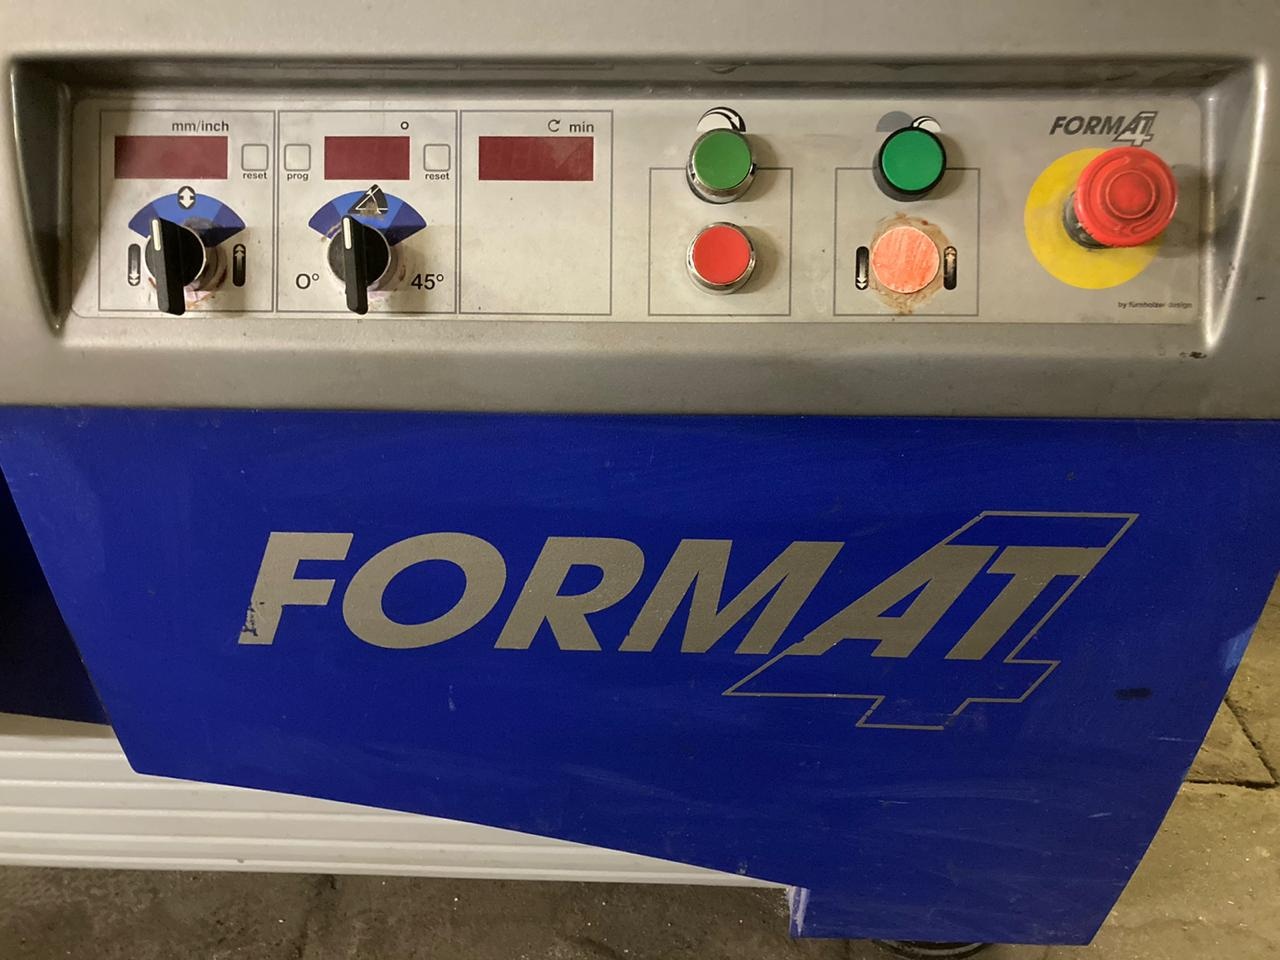 mm/inch
reset
prog
°
reset
min
0°
45°
FORMAT4
by fürnholzer design
FORMAT4